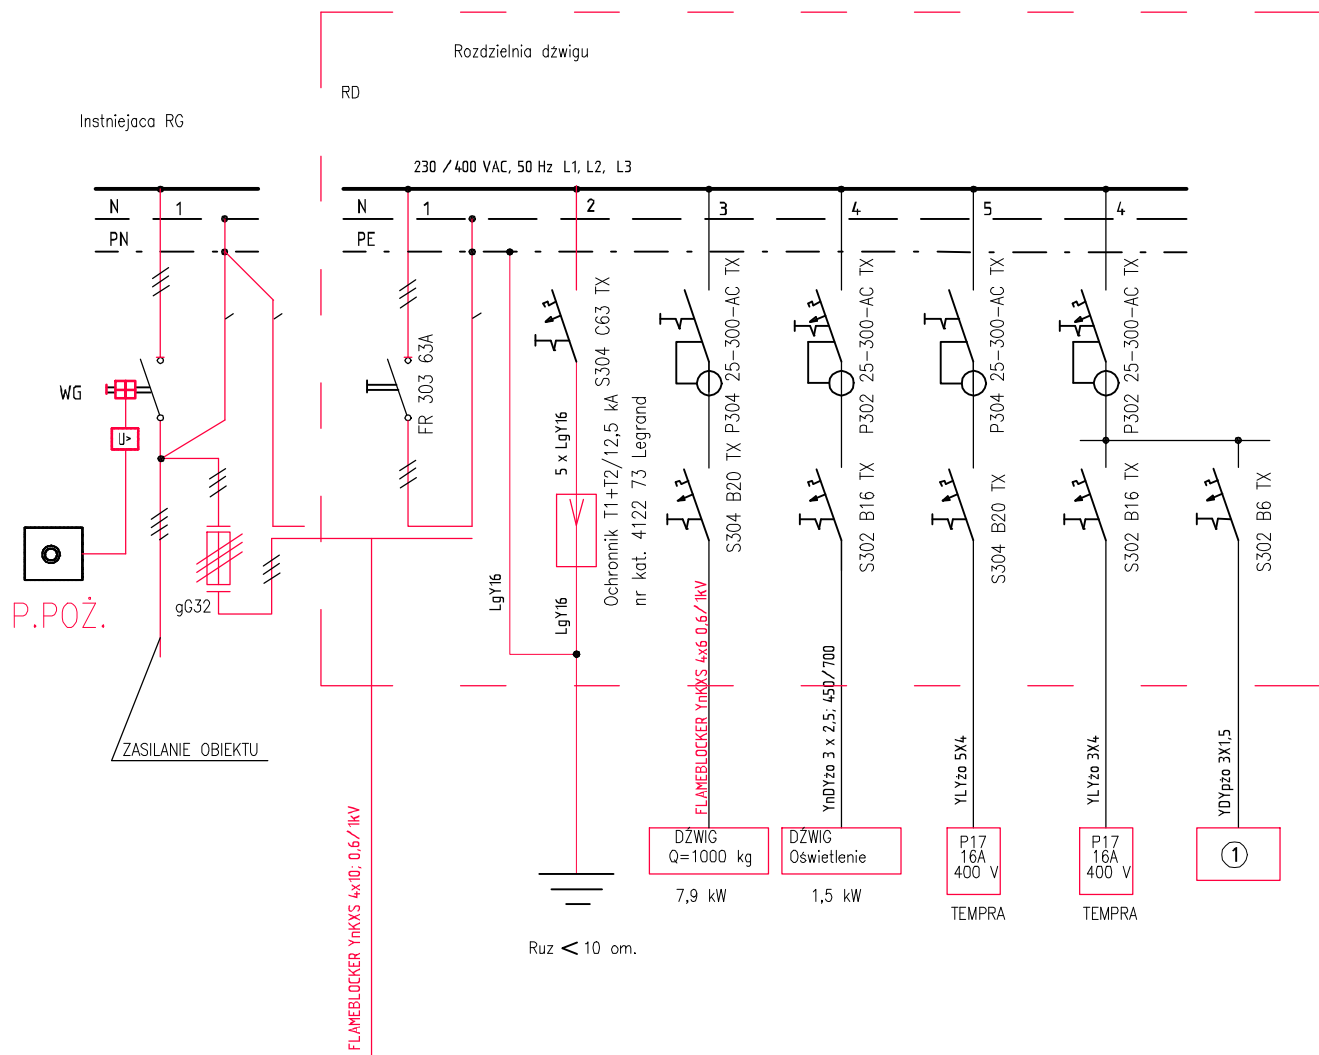 Rozdzielnia dźwigu
RD
Instniejaca RG
230 / 400 VAC, 50 Hz L1, L2, L3
N 1
PN
N 1 2 3 4 5 4
PE
WG
U>
P.POŻ.
gG32
ZASILANIE OBIEKTU
FLAMEBLOCKER YnKXS 4x10; 0,6/1kV
FR 303 63A
LgY16
S304 C63 TX
5 x LgY16
Ochronnik T1+T2/12,5 kA
nr kat. 4122 73 Legrand
LgY16
Ruz < 10 om.
P304 25-300-AC TX
S304 B20 TX
FLAMEBLOCKER YnKXS 4x6 0,6/1kV
DŹWIG
Q=1000 kg
7,9 kW
P302 25-300-AC TX
S302 B16 TX
YnDYżo 3 x 2,5; 450/700
DŹWIG
Oświetlenie
1,5 kW
P304 25-300-AC TX
S304 B20 TX
YLYżo 5X4
P17
16A
400 V
TEMPRA
P302 25-300-AC TX
S302 B16 TX
YLYżo 3X4
P17
16A
400 V
TEMPRA
S302 B6 TX
YDYpżo 3X1,5
1